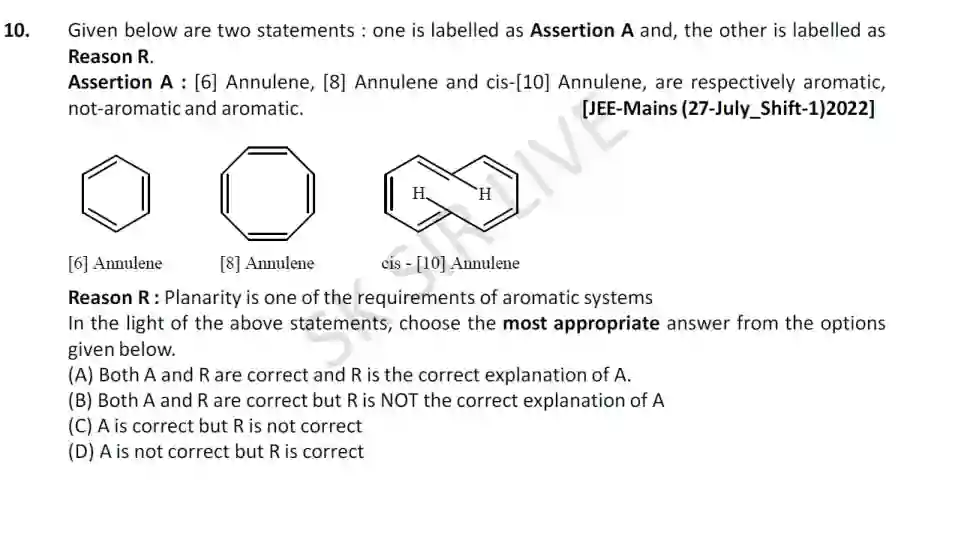 10. Given below are two statements : one is labelled as Assertion A and, the other is labelled as
Reason R.
Assertion A : [6] Annulene, [8] Annulene and cis-[10] Annulene, are respectively aromatic,
not-aromatic and aromatic. [JEE-Mains (27-July_Shift-1)2022]
H H
[6] Annulene [8] Annulene cis - [10] Annulene
Reason R : Planarity is one of the requirements of aromatic systems
In the light of the above statements, choose the most appropriate answer from the options
given below.
(A) Both A and R are correct and R is the correct explanation of A.
(B) Both A and R are correct but R is NOT the correct explanation of A
(C) A is correct but R is not correct
(D) A is not correct but R is correct
SK SIR LIVE